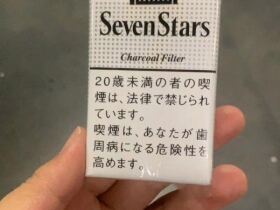 SevenStars
Charcoal Filter
20歳未満の者の喫
煙は、法律で禁じられ
ています。
喫煙は、あなたが歯
周病になる危険性を
高めます。